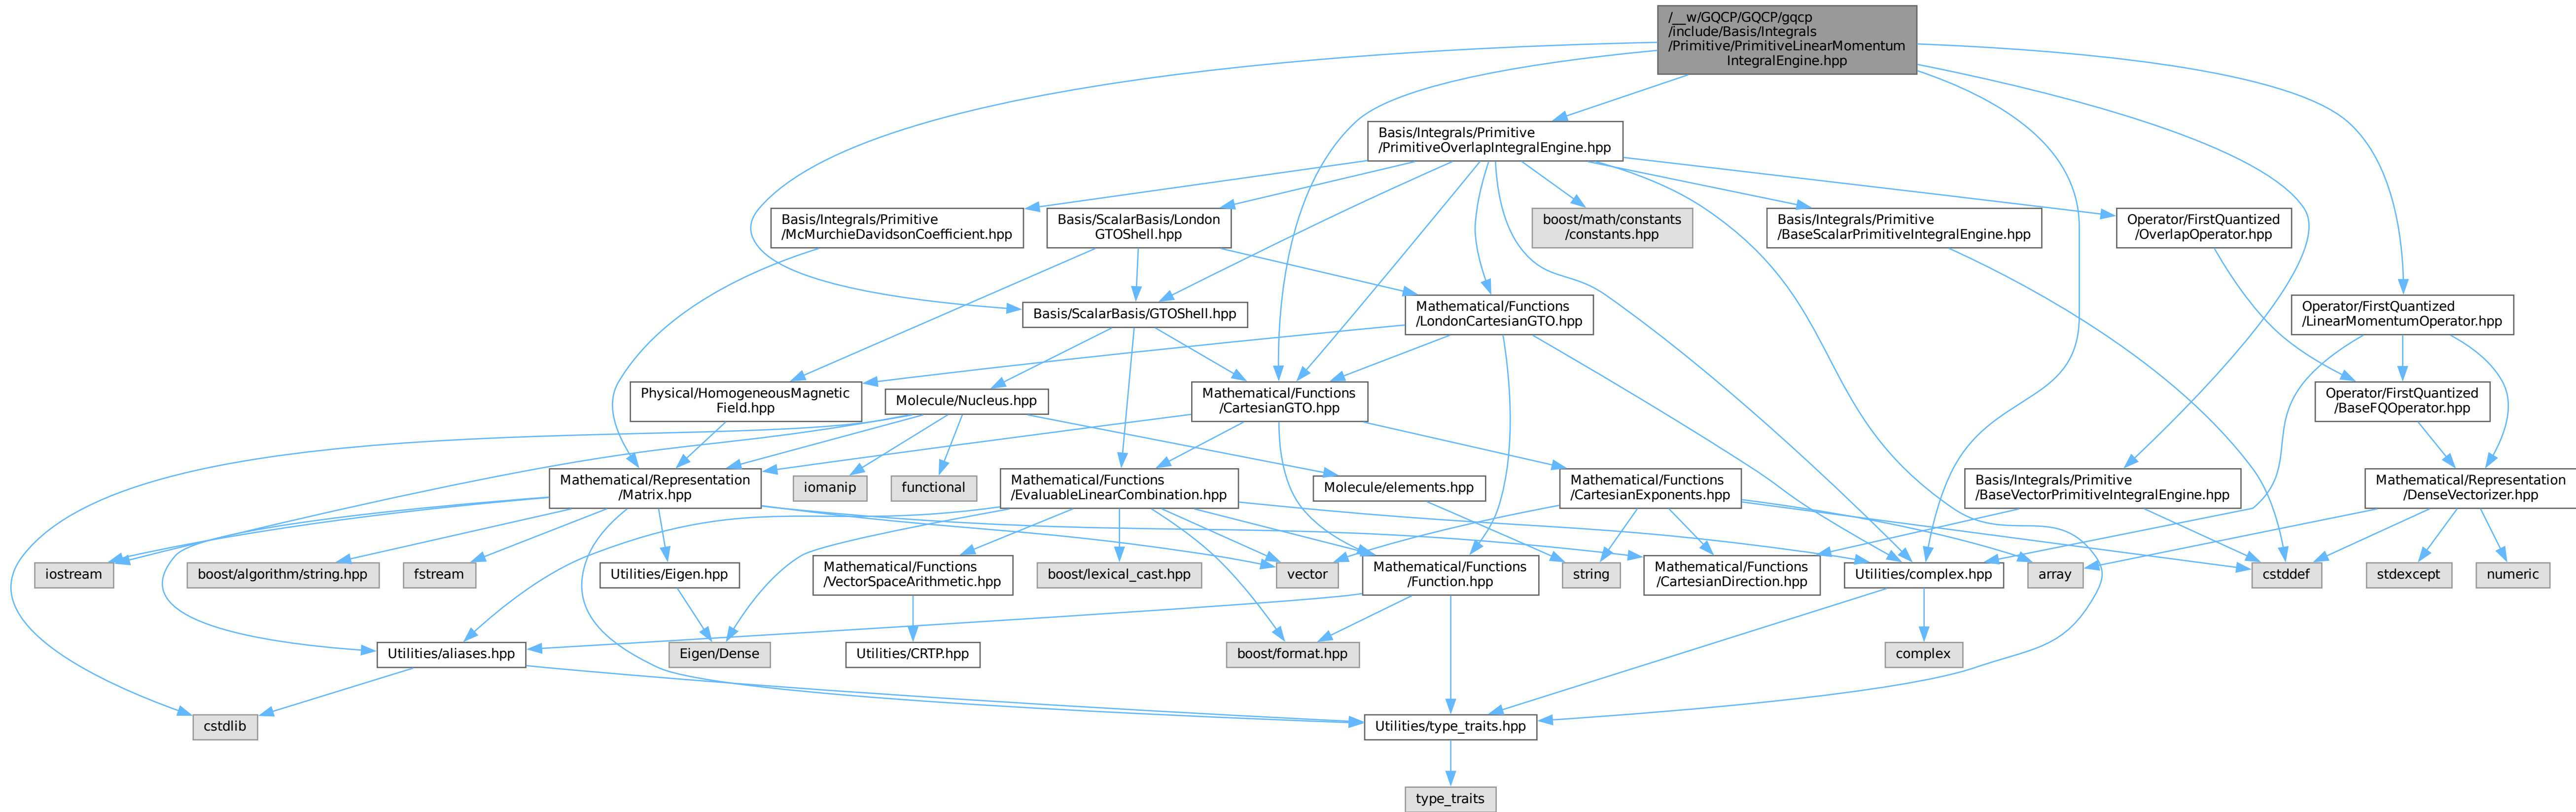 /__w/GQCP/GQCP/gqcp
/include/Basis/Integrals
/Primitive/PrimitiveLinearMomentum
IntegralEngine.hpp
Basis/Integrals/Primitive
/PrimitiveOverlapIntegralEngine.hpp
Basis/Integrals/Primitive
/McMurchieDavidsonCoefficient.hpp
Basis/ScalarBasis/London
GTOShell.hpp
boost/math/constants
/constants.hpp
Basis/Integrals/Primitive
/BaseScalarPrimitiveIntegralEngine.hpp
Operator/FirstQuantized
/OverlapOperator.hpp
Basis/ScalarBasis/GTOShell.hpp
Mathematical/Functions
/LondonCartesianGTO.hpp
Operator/FirstQuantized
/LinearMomentumOperator.hpp
Physical/HomogeneousMagnetic
Field.hpp
Molecule/Nucleus.hpp
Mathematical/Functions
/CartesianGTO.hpp
Operator/FirstQuantized
/BaseFQOperator.hpp
Mathematical/Representation
/Matrix.hpp
iomanip
functional
Mathematical/Functions
/EvaluableLinearCombination.hpp
Molecule/elements.hpp
Mathematical/Functions
/CartesianExponents.hpp
Basis/Integrals/Primitive
/BaseVectorPrimitiveIntegralEngine.hpp
Mathematical/Representation
/DenseVectorizer.hpp
iostream
boost/algorithm/string.hpp
fstream
Utilities/Eigen.hpp
Mathematical/Functions
/VectorSpaceArithmetic.hpp
boost/lexical_cast.hpp
vector
Mathematical/Functions
/Function.hpp
string
Mathematical/Functions
/CartesianDirection.hpp
Utilities/complex.hpp
array
cstddef
stdexcept
numeric
Utilities/aliases.hpp
Eigen/Dense
Utilities/CRTP.hpp
boost/format.hpp
complex
cstdlib
Utilities/type_traits.hpp
type_traits